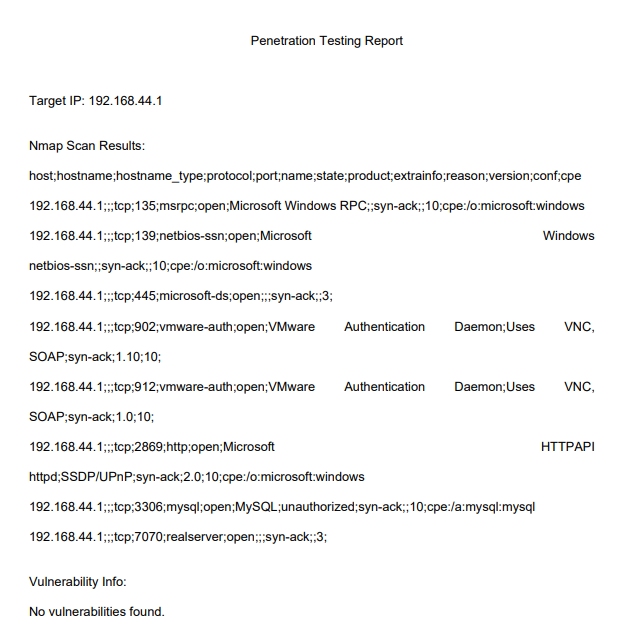 Penetration Testing Report
Target IP: 192.168.44.1
Nmap Scan Results:
host;hostname;hostname_type;protocol;port;name;state;product;extrainfo;reason;version;conf;cpe
192.168.44.1;;;tcp;135;msrpc;open;Microsoft Windows RPC;;syn-ack;;10;cpe:/o:microsoft:windows
192.168.44.1;;;tcp;139;netbios-ssn;open;Microsoft Windows
netbios-ssn;;syn-ack;;10;cpe:/o:microsoft:windows
192.168.44.1;;;tcp;445;microsoft-ds;open;;;syn-ack;;3;
192.168.44.1;;;tcp;902;vmware-auth;open;VMware Authentication Daemon;Uses VNC,
SOAP;syn-ack;1.10;10;
192.168.44.1;;;tcp;912;vmware-auth;open;VMware Authentication Daemon;Uses VNC,
SOAP;syn-ack;1.0;10;
192.168.44.1;;;tcp;2869;http;open;Microsoft HTTPAPI
httpd;SSDP/UPnP;syn-ack;2.0;10;cpe:/o:microsoft:windows
192.168.44.1;;;tcp;3306;mysql;open;MySQL;unauthorized;syn-ack;;10;cpe:/a:mysql:mysql
192.168.44.1;;;tcp;7070;realserver;open;;;syn-ack;;3;
Vulnerability Info:
No vulnerabilities found.